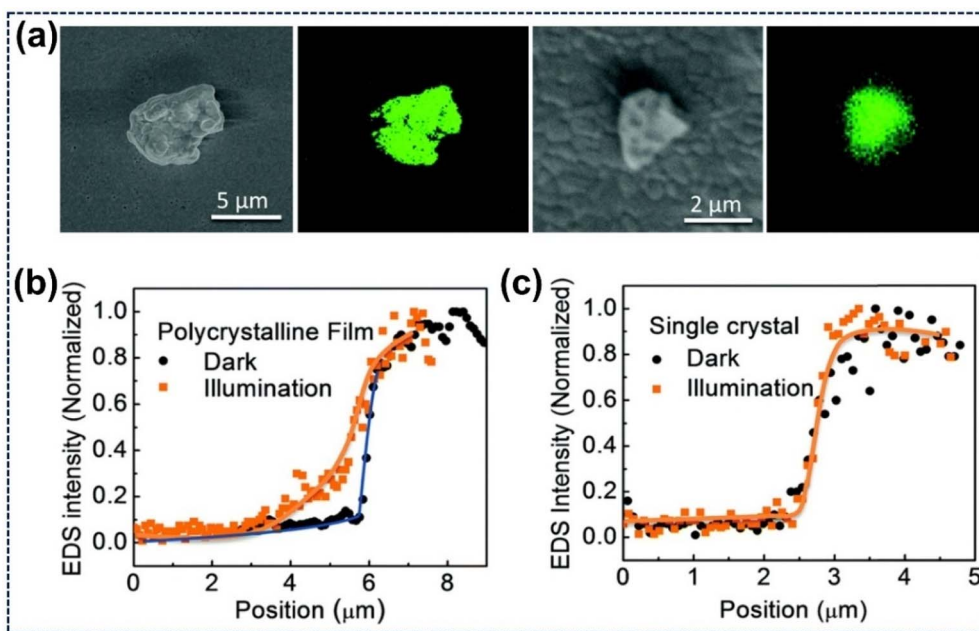 (a)
5 μm
2 μm
(b)
EDS intensity (Normalized)
1.0
0.8
0.6
0.4
0.2
0.0
Polycrystalline Film
Dark
Illumination
0
2
4
6
8
Position (μm)
(c)
EDS Intensity (Normalized)
1.0
0.8
0.6
0.4
0.2
0.0
Single crystal
Dark
Illumination
0
1
2
3
4
5
Position (μm)